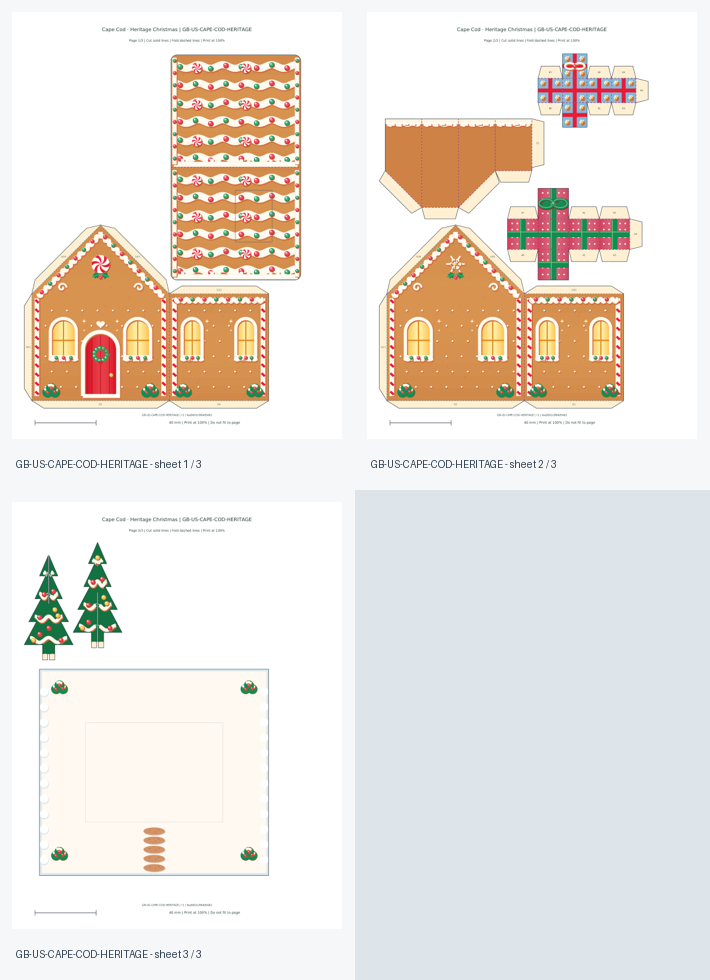 Cape Cod · Heritage Christmas | GB-US-CAPE-COD-HERITAGE
Page 1/3 | Cut solid lines | Fold dashed lines | Print at 100%
40 mm | Print at 100% | Do not fit to page
GB-US-CAPE-COD-HERITAGE - sheet 1 / 3
Cape Cod · Heritage Christmas | GB-US-CAPE-COD-HERITAGE
Page 2/3 | Cut solid lines | Fold dashed lines | Print at 100%
40 mm | Print at 100% | Do not fit to page
GB-US-CAPE-COD-HERITAGE - sheet 2 / 3
Cape Cod · Heritage Christmas | GB-US-CAPE-COD-HERITAGE
Page 3/3 | Cut solid lines | Fold dashed lines | Print at 100%
40 mm | Print at 100% | Do not fit to page
GB-US-CAPE-COD-HERITAGE - sheet 3 / 3